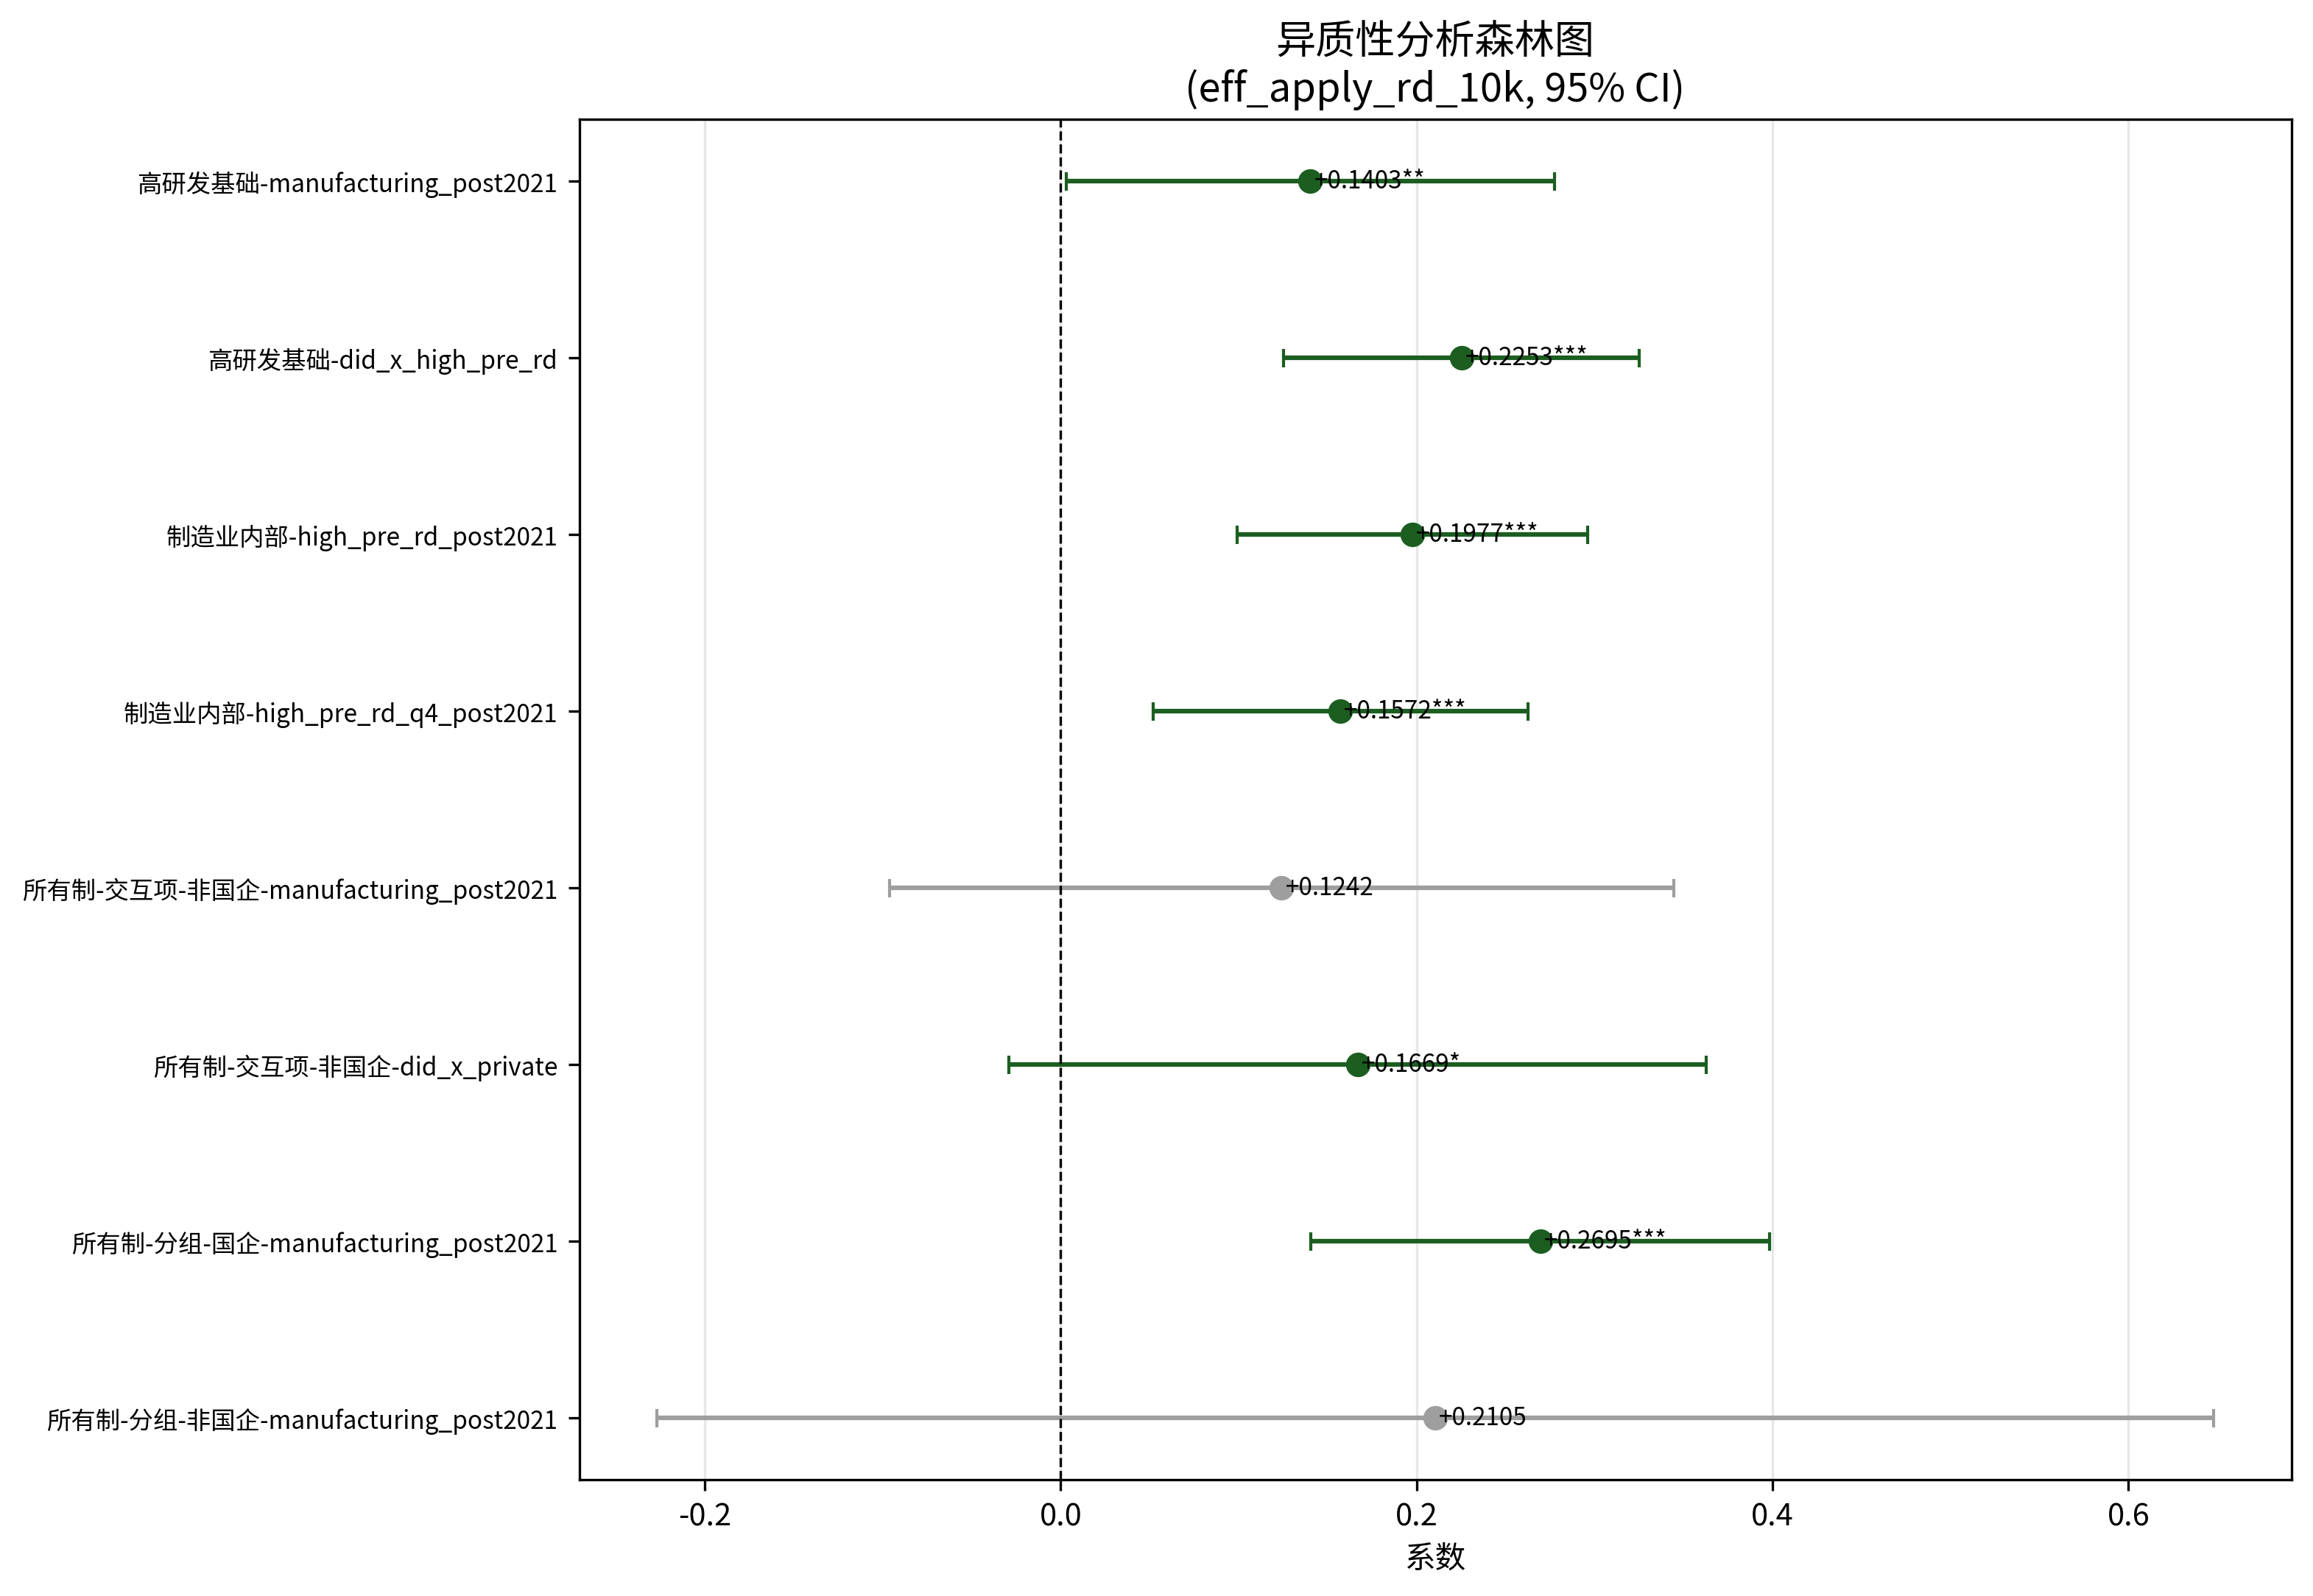 异质性分析森林图
(eff_apply_rd_10k, 95% CI)
高研发基础-manufacturing_post2021
+0.1403**
高研发基础-did_x_high_pre_rd
+0.2253***
制造业内部-high_pre_rd_post2021
+0.1977***
制造业内部-high_pre_rd_q4_post2021
+0.1572***
所有制-交互项-非国企-manufacturing_post2021
+0.1242
所有制-交互项-非国企-did_x_private
+0.1669*
所有制-分组-国企-manufacturing_post2021
+0.2695***
所有制-分组-非国企-manufacturing_post2021
+0.2105
-0.2
0.0
0.2
0.4
0.6
系数